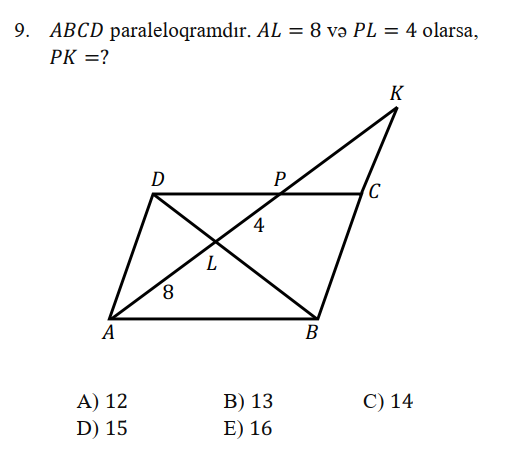 9. ABCD paraleloqramdır. AL = 8 və PL = 4 olarsa,
PK =?
K
D P
C
4
L
8
A B
A) 12 B) 13 C) 14
D) 15 E) 16